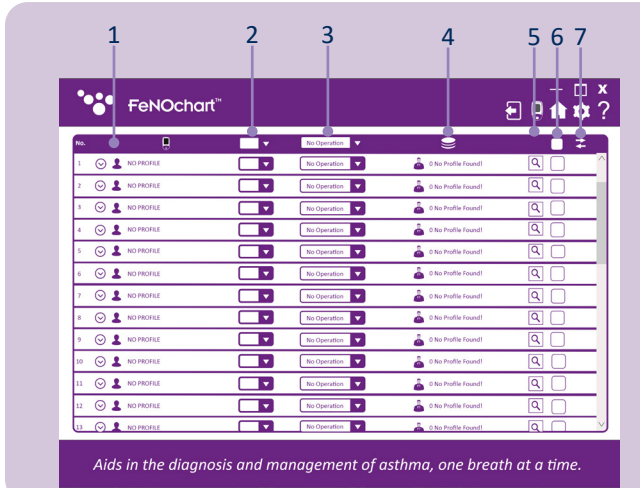 1 2 3 4 5 6 7
FeNOchart™
No. No Operation
1 NO PROFILE No Operation 0 No Profile Found!
2 NO PROFILE No Operation 0 No Profile Found!
3 NO PROFILE No Operation 0 No Profile Found!
4 NO PROFILE No Operation 0 No Profile Found!
5 NO PROFILE No Operation 0 No Profile Found!
6 NO PROFILE No Operation 0 No Profile Found!
7 NO PROFILE No Operation 0 No Profile Found!
8 NO PROFILE No Operation 0 No Profile Found!
9 NO PROFILE No Operation 0 No Profile Found!
10 NO PROFILE No Operation 0 No Profile Found!
11 NO PROFILE No Operation 0 No Profile Found!
12 NO PROFILE No Operation 0 No Profile Found!
13 NO PROFILE No Operation 0 No Profile Found!
Aids in the diagnosis and management of asthma, one breath at a time.